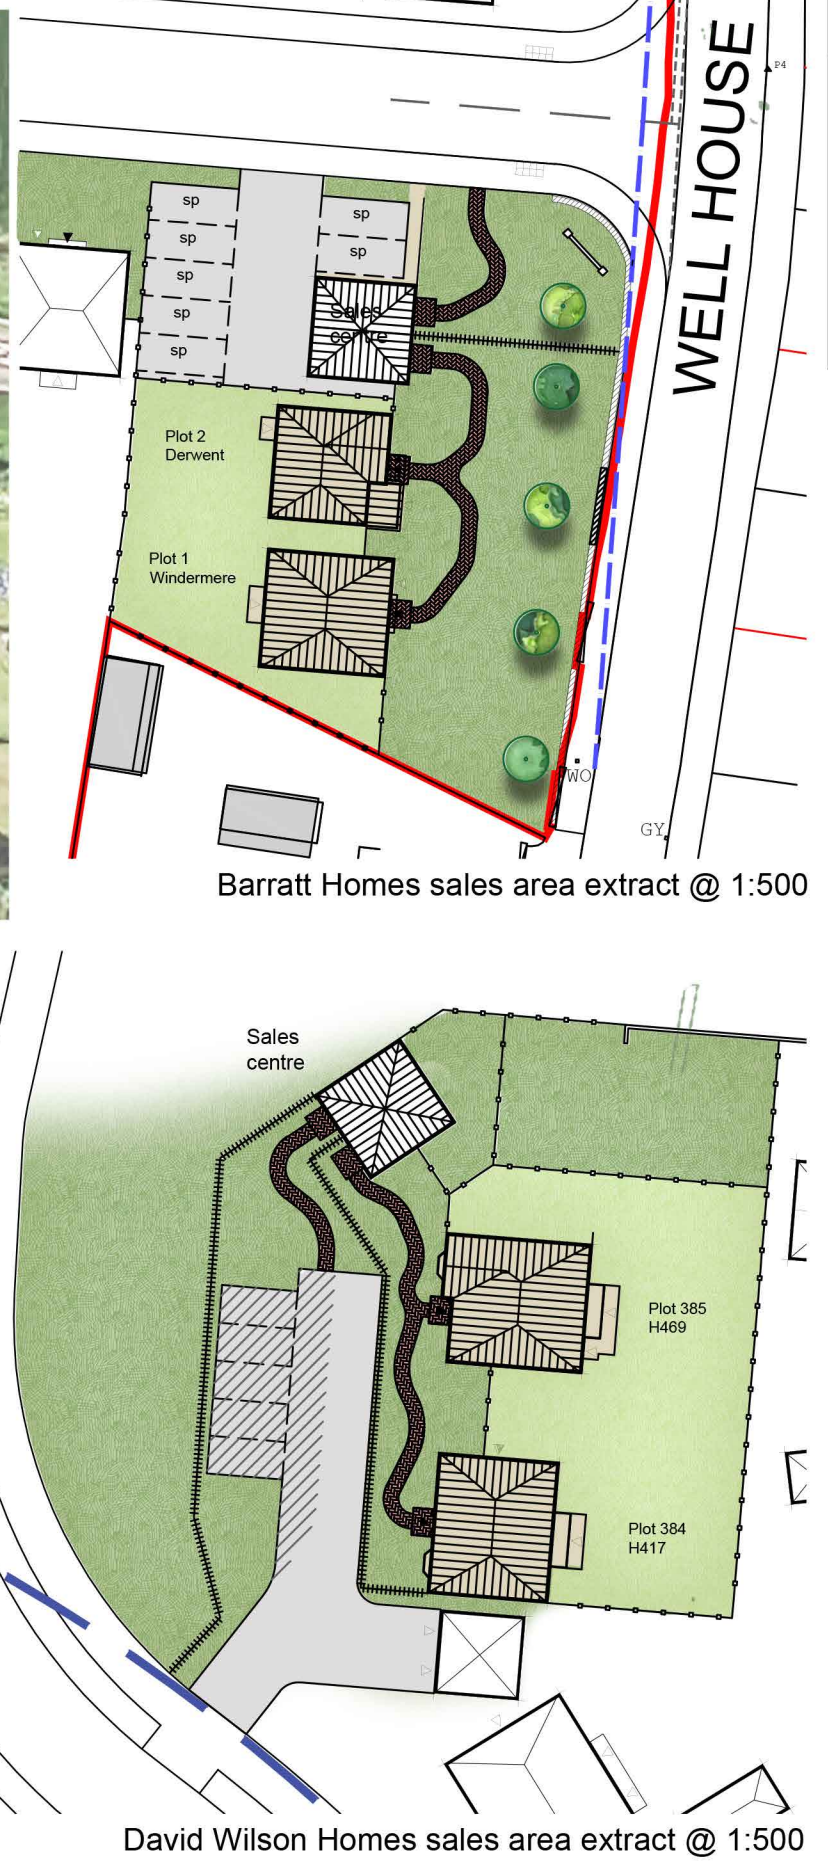 WELL HOUSE
P4
sp
sp
sp
sp
sp
sp
sp
Sales
centre
Plot 2
Derwent
Plot 1
Windermere
WO
GY
Barratt Homes sales area extract @ 1:500
Sales
centre
Plot 385
H469
Plot 384
H417
David Wilson Homes sales area extract @ 1:500